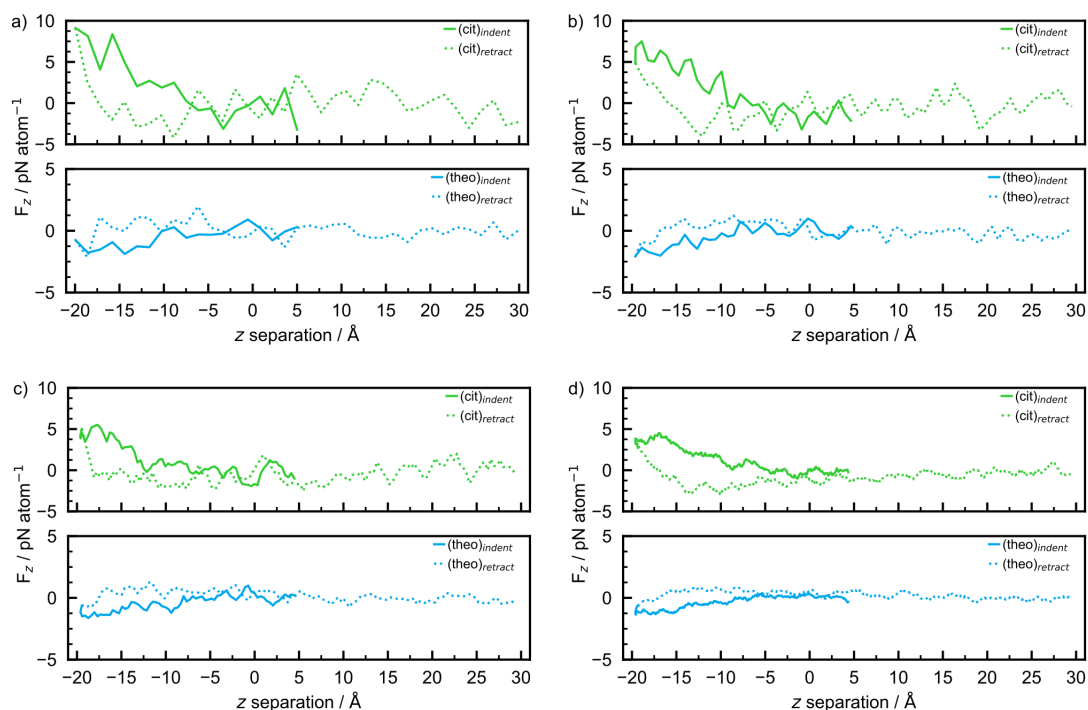 a)
10
5
0
−5
(cit)indent
(cit)retract
5
0
−5
(theo)indent
(theo)retract
Fz / pN atom−1
−20 −15 −10 −5 0 5 10 15 20 25 30
z separation / Å
b)
10
5
0
−5
(cit)indent
(cit)retract
5
0
−5
(theo)indent
(theo)retract
Fz / pN atom−1
−20 −15 −10 −5 0 5 10 15 20 25 30
z separation / Å
c)
10
5
0
−5
(cit)indent
(cit)retract
5
0
−5
(theo)indent
(theo)retract
Fz / pN atom−1
−20 −15 −10 −5 0 5 10 15 20 25 30
z separation / Å
d)
10
5
0
−5
(cit)indent
(cit)retract
5
0
−5
(theo)indent
(theo)retract
Fz / pN atom−1
−20 −15 −10 −5 0 5 10 15 20 25 30
z separation / Å